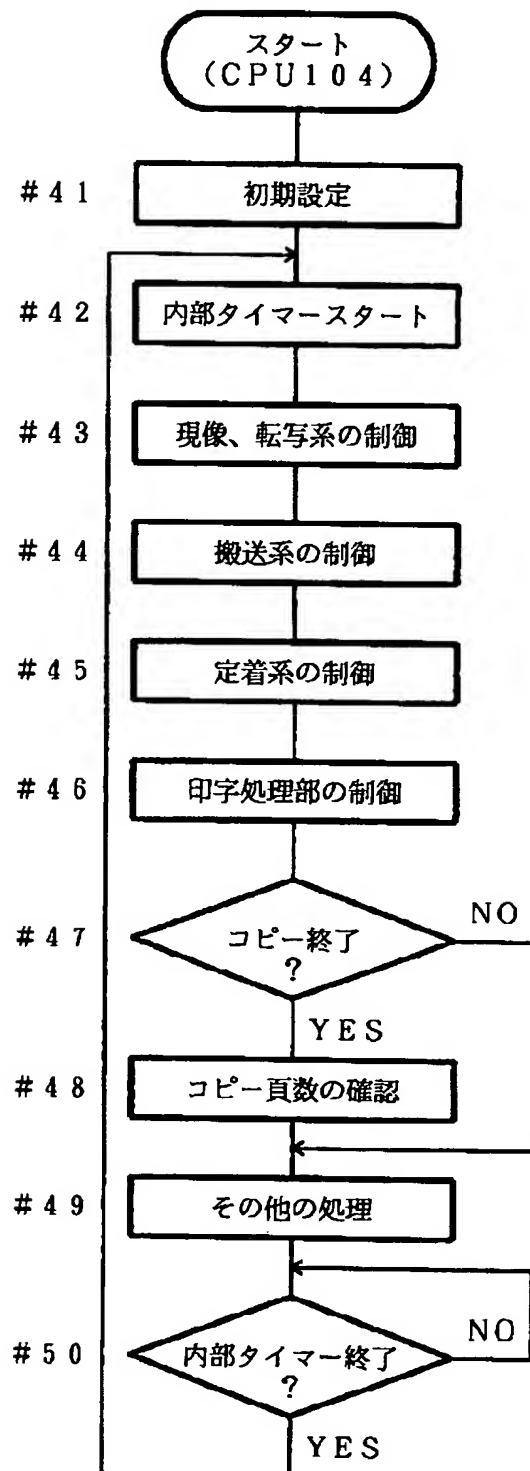 スタート
(CPU104)
#41 初期設定
#42 内部タイマースタート
#43 現像、転写系の制御
#44 搬送系の制御
#45 定着系の制御
#46 印字処理部の制御
#47 コピー終了 NO
?
YES
#48 コピー頁数の確認
#49 その他の処理
#50 内部タイマー終了 NO
?
YES